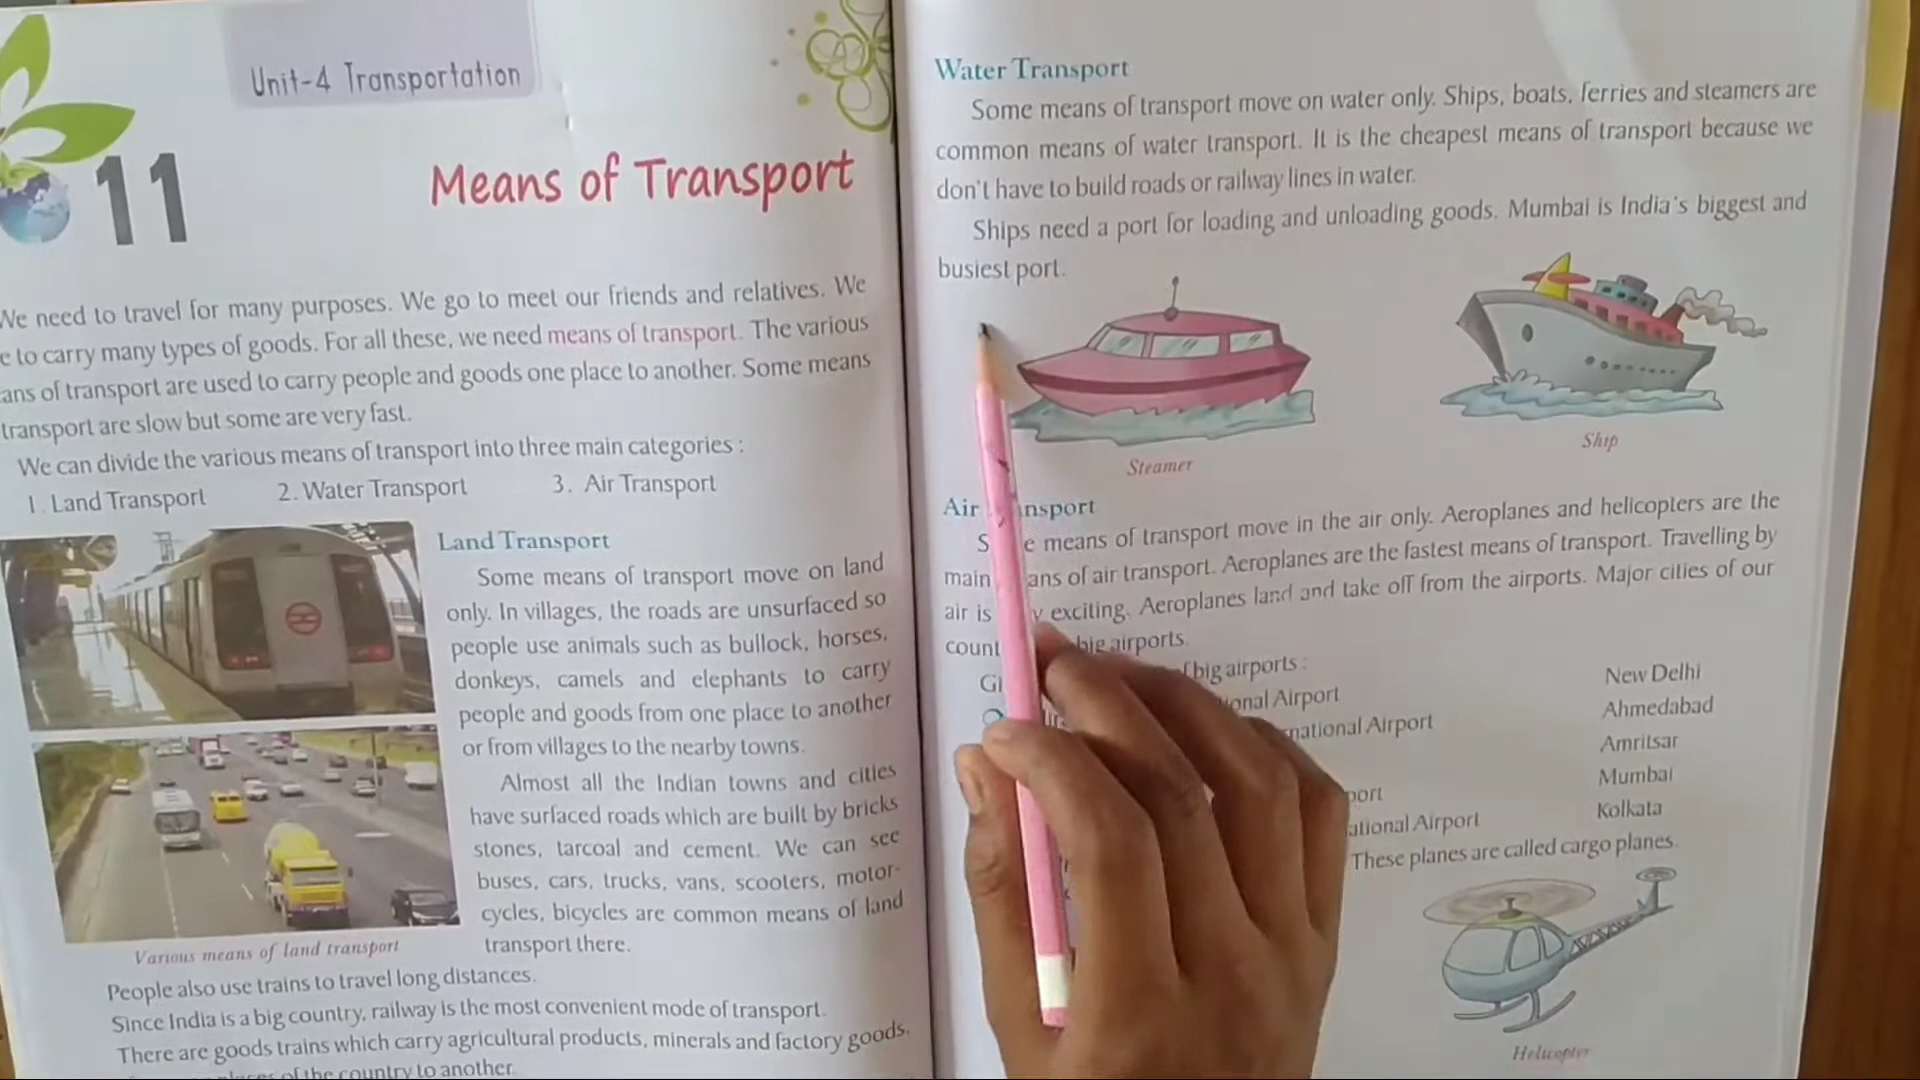 Unit-4 Transportation
11
Means of Transport
We need to travel for many purposes. We go to meet our friends and relatives. We
to carry many types of goods. For all these, we need means of transport. The various
of transport are used to carry people and goods one place to another. Some means
transport are slow but some are very fast.
We can divide the various means of transport into three main categories :
1. Land Transport 2. Water Transport 3. Air Transport
Land Transport
Some means of transport move on land
only. In villages, the roads are unsurfaced so
people use animals such as bullock, horses,
donkeys, camels and elephants to carry
people and goods from one place to another
or from villages to the nearby towns.
Almost all the Indian towns and cities
have surfaced roads which are built by bricks
stones, tarcoal and cement. We can see
buses, cars, trucks, vans, scooters, motor-
cycles, bicycles are common means of land
transport there.
Various means of land transport
People also use trains to travel long distances.
Since India is a big country, railway is the most convenient mode of transport.
There are goods trains which carry agricultural products, minerals and factory goods.
of the country to another
Water Transport
Some means of transport move on water only. Ships, boats, ferries and steamers are
common means of water transport. It is the cheapest means of transport because we
don't have to build roads or railway lines in water.
Ships need a port for loading and unloading goods. Mumbai is India's biggest and
busiest port.
Steamer
Ship
Air
means of transport move in the air only. Aeroplanes and helicopters are the
main of air transport. Aeroplanes are the fastest means of transport. Travelling by
air is exciting. Aeroplanes land and take off from the airports. Major cities of our
big airports.
big airports :
Airport New Delhi
Airport Ahmedabad
Amritsar
Mumbai
Airport Kolkata
These planes are called cargo planes.
Helicopter